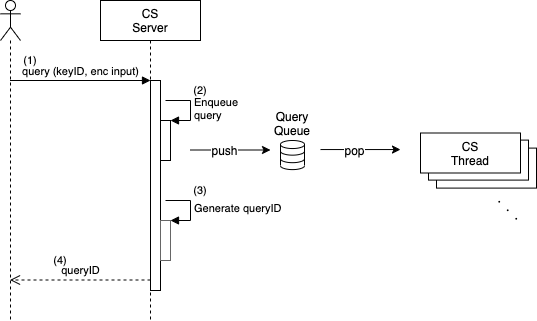 CS
Server
(1)
query (keyID, enc input)
(2)
Enqueue
query
Query
Queue
push
pop
CS
Thread
(3)
Generate queryID
(4)
queryID